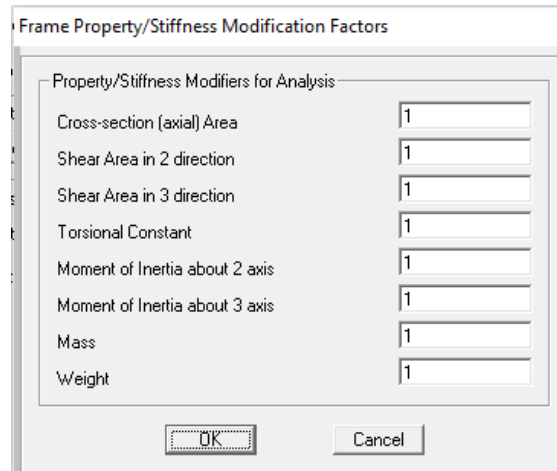 Frame Property/Stiffness Modification Factors
Property/Stiffness Modifiers for Analysis
Cross-section (axial) Area 1
Shear Area in 2 direction 1
Shear Area in 3 direction 1
Torsional Constant 1
Moment of Inertia about 2 axis 1
Moment of Inertia about 3 axis 1
Mass 1
Weight 1
OK Cancel